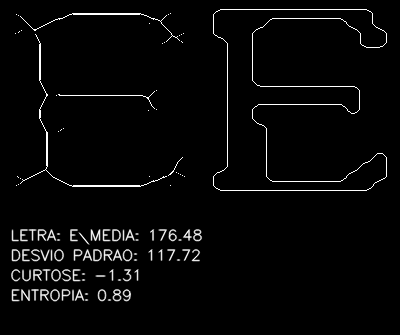 E E
LETRA: E\MEDIA: 176.48
DESVIO PADRAO: 117.72
CURTOSE: -1.31
ENTROPIA: 0.89